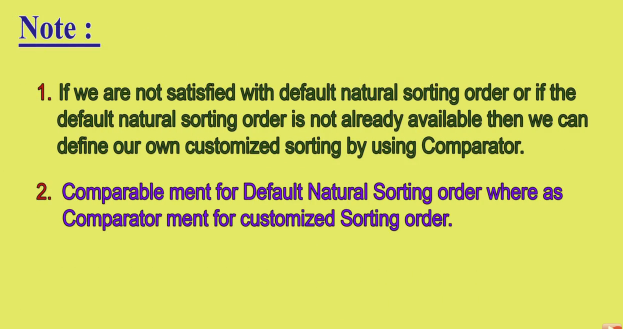 Note :
1. If we are not satisfied with default natural sorting order or if the
default natural sorting order is not already available then we can
define our own customized sorting by using Comparator.
2. Comparable ment for Default Natural Sorting order where as
Comparator ment for customized Sorting order.